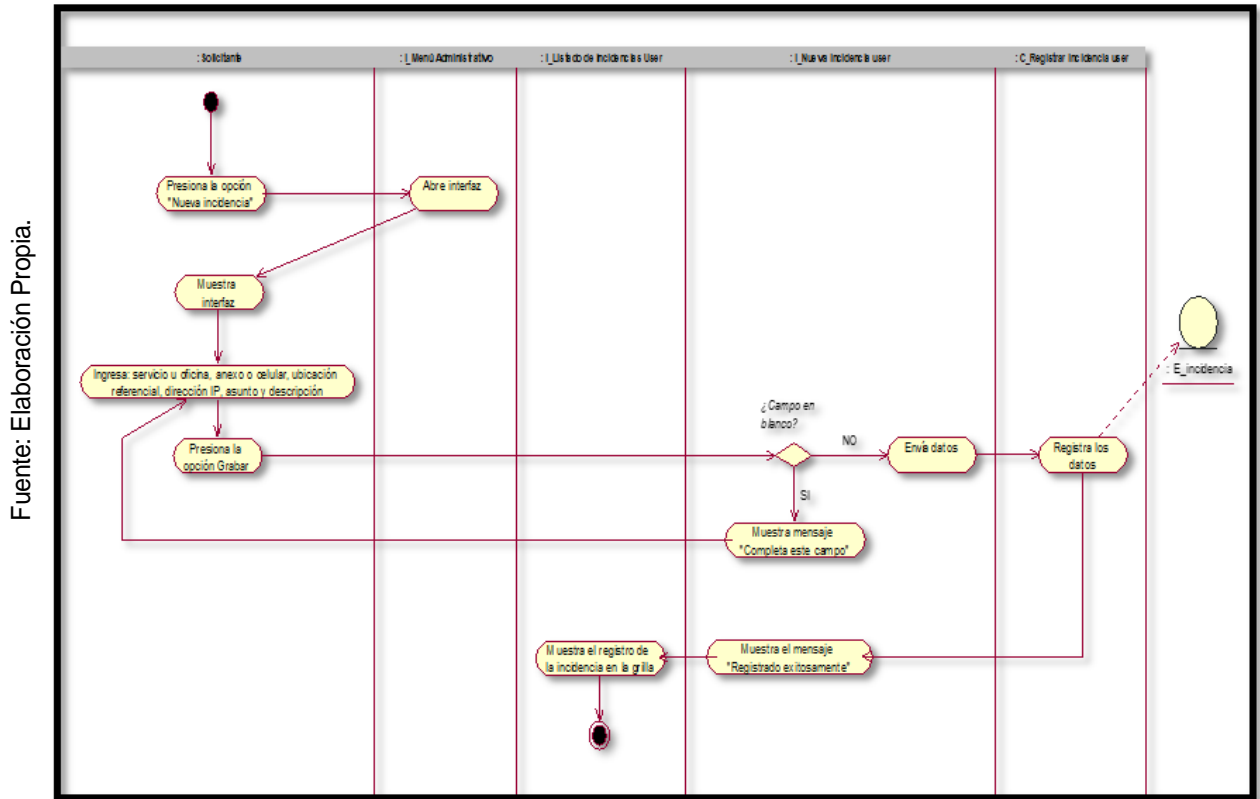 : Solicitante
: I_Menú Administrativo
: I_Listado de Incidencias User
: I_Nueva Incidencia user
: C_Registrar Incidencia user
Presiona la opción
"Nueva incidencia"
Abre interfaz
Muestra
interfaz
Ingresa: servicio u oficina, anexo o celular, ubicación
referencial, dirección IP, asunto y descripción
Presiona la
opción Grabar
¿Campo en
blanco?
NO
Envía datos
Registra los
datos
: E_incidencia
SI
Muestra mensaje
"Completa este campo"
Muestra el registro de
la incidencia en la grilla
Muestra el mensaje
"Registrado exitosamente"
Fuente: Elaboración Propia.